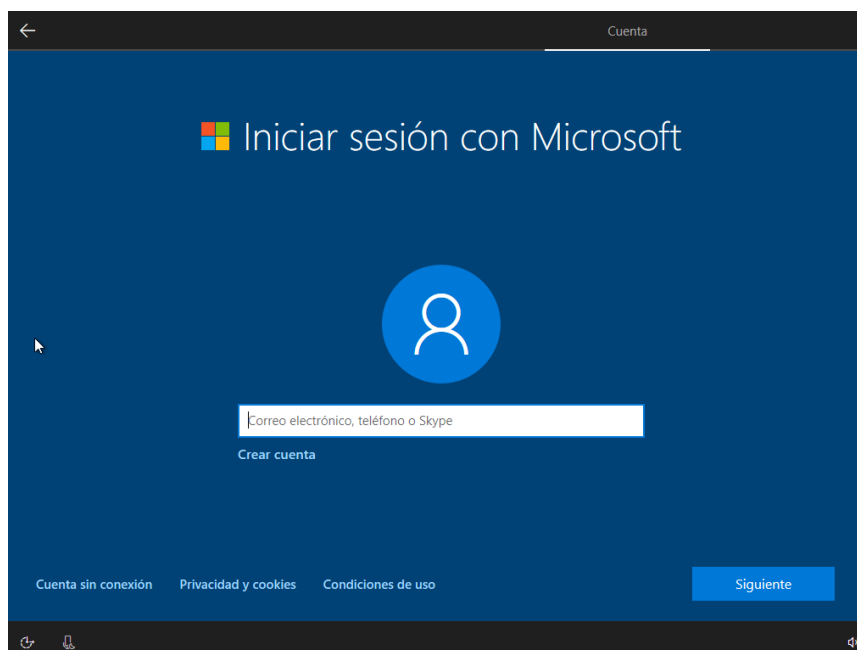 Cuenta
Iniciar sesión con Microsoft
Correo electrónico, teléfono o Skype
Crear cuenta
Cuenta sin conexión
Privacidad y cookies
Condiciones de uso
Siguiente